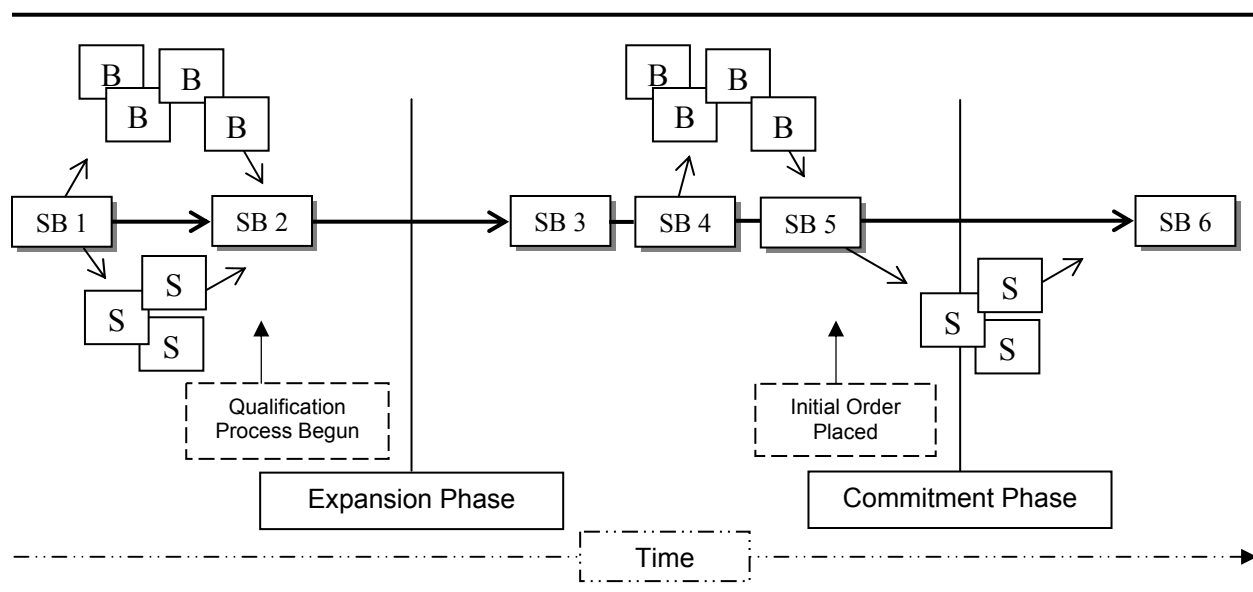 B
B
B
B
B
B
B
B
SB 1
SB 2
SB 3
SB 4
SB 5
SB 6
S
S
S
S
S
S
Qualification
Process Begun
Initial Order
Placed
Expansion Phase
Commitment Phase
Time